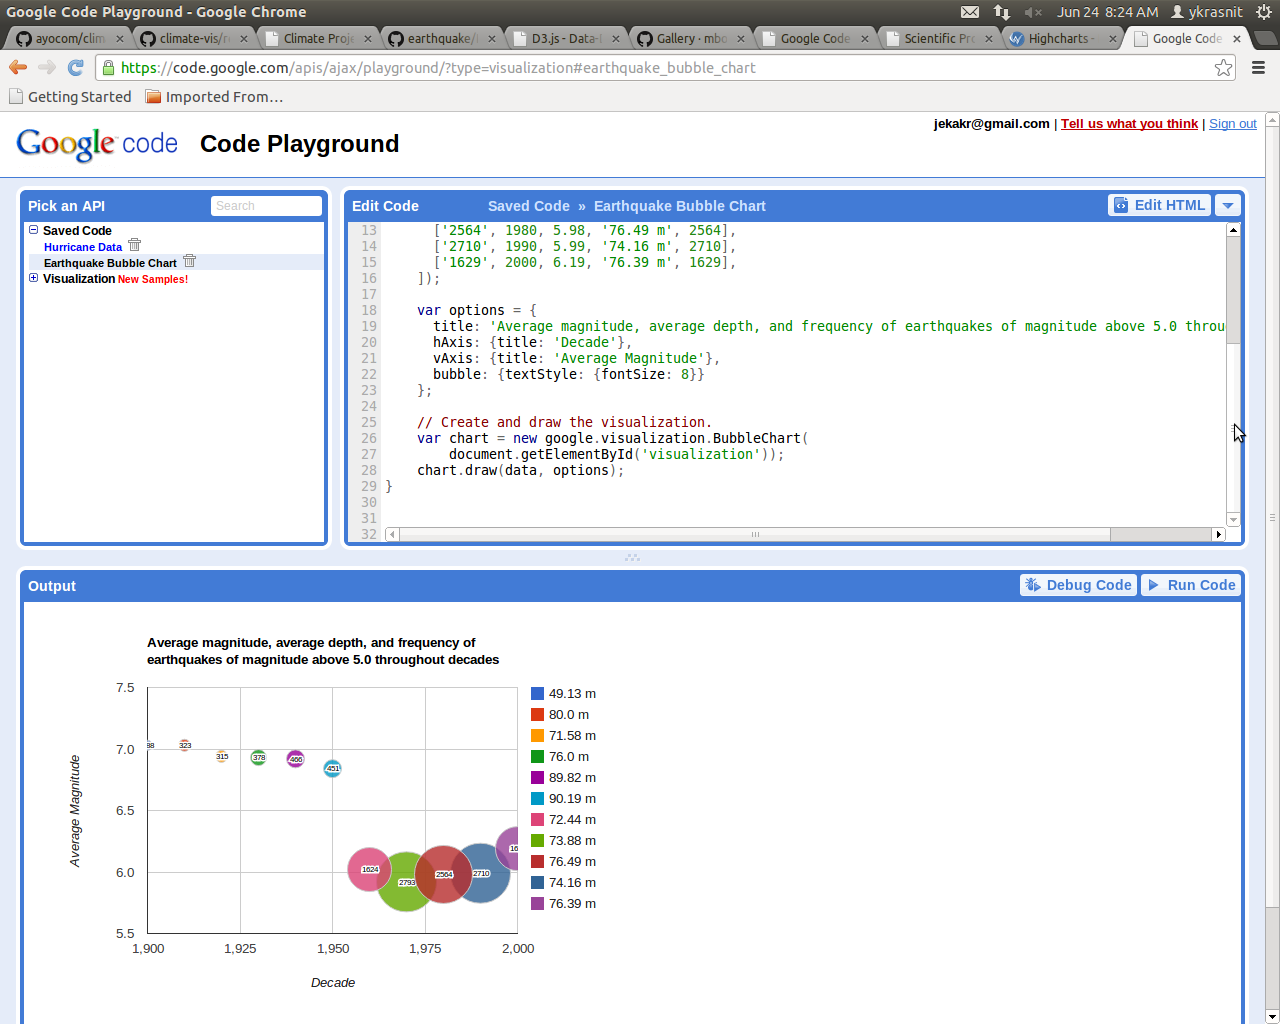 Google Code Playground - Google Chrome
Jun 24 8:24 AM ykrasnit
ayocom/clim
climate-vis/r
Climate Proj
earthquake/
D3.js - Data-
Gallery · mbo
Google Code
Scientific Pr
Highcharts -
Google Code
https://code.google.com/apis/ajax/playground/?type=visualization#earthquake_bubble_chart
Getting Started Imported From...
Google code Code Playground
jekakr@gmail.com | Tell us what you think | Sign out
Pick an API Search
Saved Code
Hurricane Data
Earthquake Bubble Chart
Visualization New Samples!
Edit Code Saved Code » Earthquake Bubble Chart Edit HTML
13 ['2564', 1980, 5.98, '76.49 m', 2564],
14 ['2710', 1990, 5.99, '74.16 m', 2710],
15 ['1629', 2000, 6.19, '76.39 m', 1629],
16 ]);
17
18 var options = {
19 title: 'Average magnitude, average depth, and frequency of earthquakes of magnitude above 5.0 throu
20 hAxis: {title: 'Decade'},
21 vAxis: {title: 'Average Magnitude'},
22 bubble: {textStyle: {fontSize: 8}}
23 };
24
25 // Create and draw the visualization.
26 var chart = new google.visualization.BubbleChart(
27 document.getElementById('visualization'));
28 chart.draw(data, options);
29 }
30
31
32
Output Debug Code Run Code
Average magnitude, average depth, and frequency of
earthquakes of magnitude above 5.0 throughout decades
Average Magnitude
7.5
7.0
6.5
6.0
5.5
323
315
378
466
451
1624
2793
2564
2710
16
1,900 1,925 1,950 1,975 2,000
Decade
49.13 m
80.0 m
71.58 m
76.0 m
89.82 m
90.19 m
72.44 m
73.88 m
76.49 m
74.16 m
76.39 m